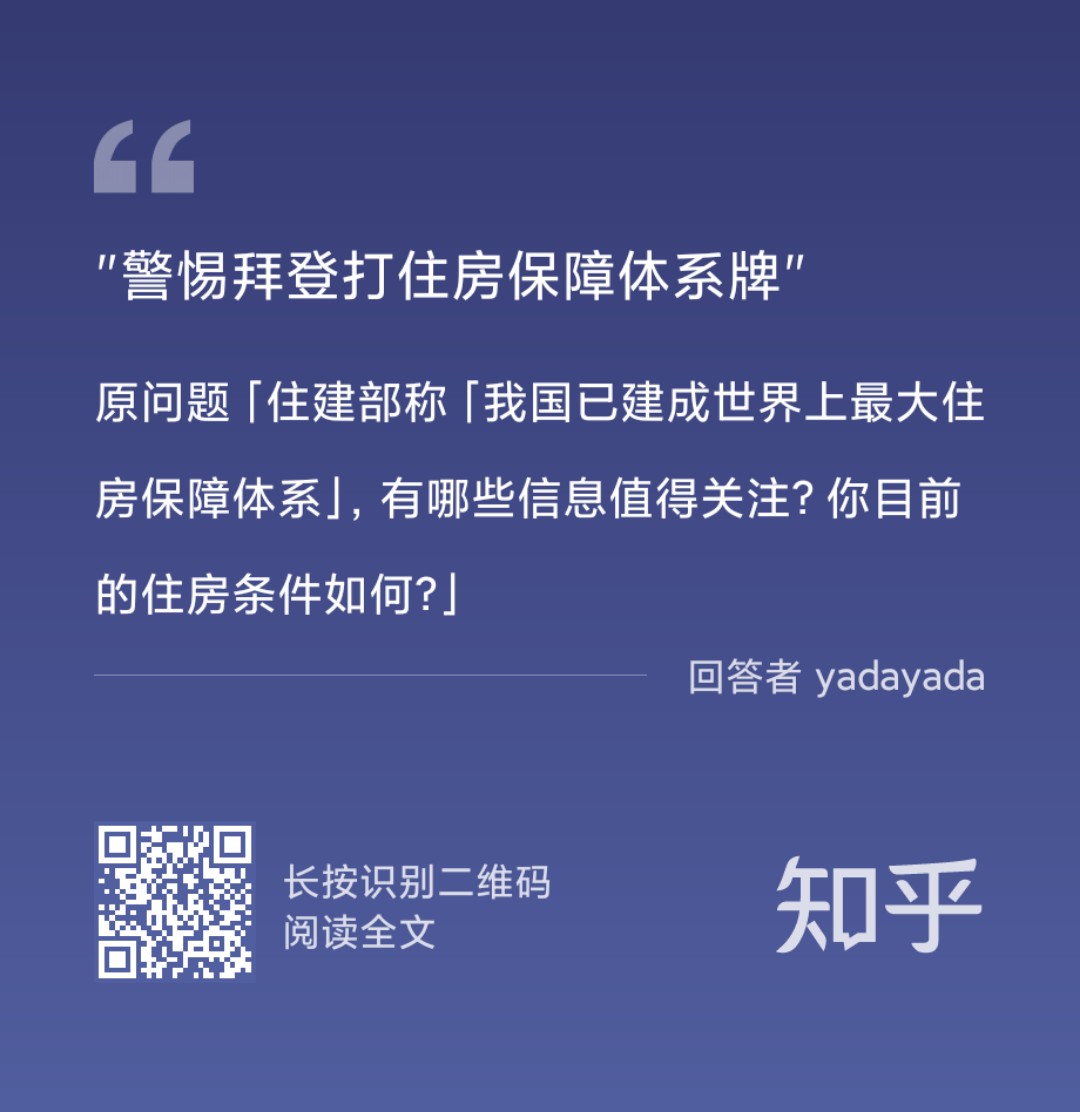 “
"警惕拜登打住房保障体系牌"
原问题「住建部称「我国已建成世界上最大住
房保障体系」，有哪些信息值得关注？你目前
的住房条件如何？」
回答者 yadayada
长按识别二维码
阅读全文
知乎